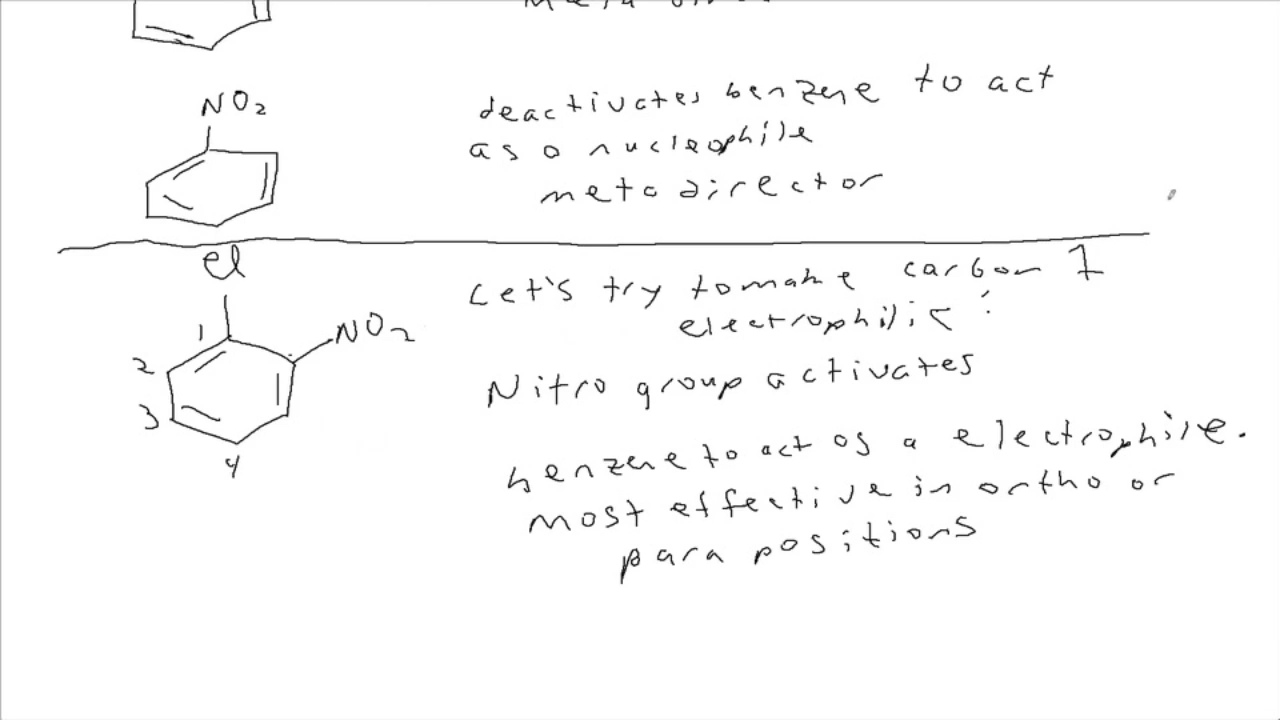 NO2
deactivates benzene to act
as a nucleophile
meta director
Cl
1
2
3
4
NO2
Let's try to make carbon 1
electrophilic:
Nitro group activates
benzene to act as a electrophile.
most effective in ortho or
para positions